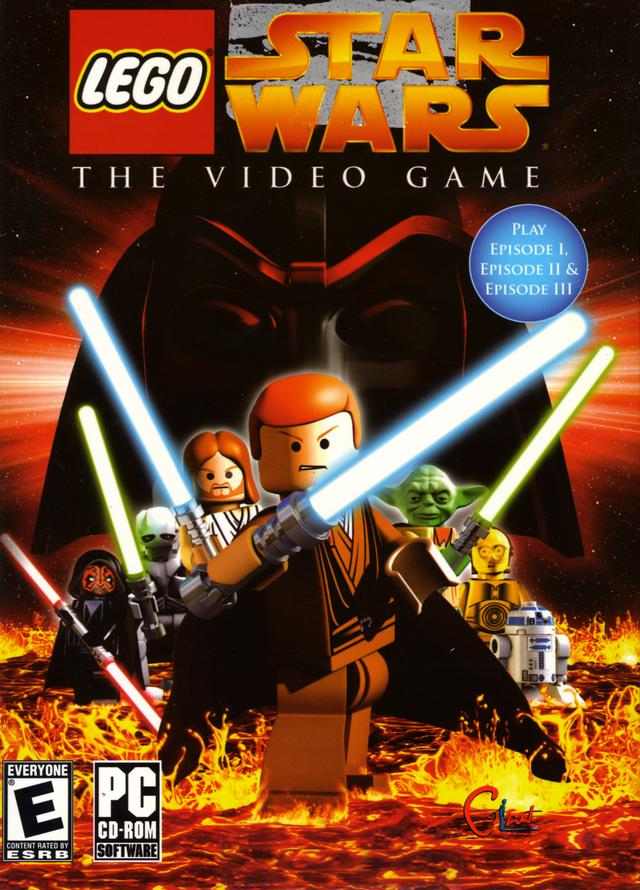 LEGO
STAR
WARS
THE VIDEO GAME
PLAY
EPISODE I,
EPISODE II &
EPISODE III
EVERYONE
E
CONTENT RATED BY
ESRB
PC
CD-ROM
SOFTWARE
Giant